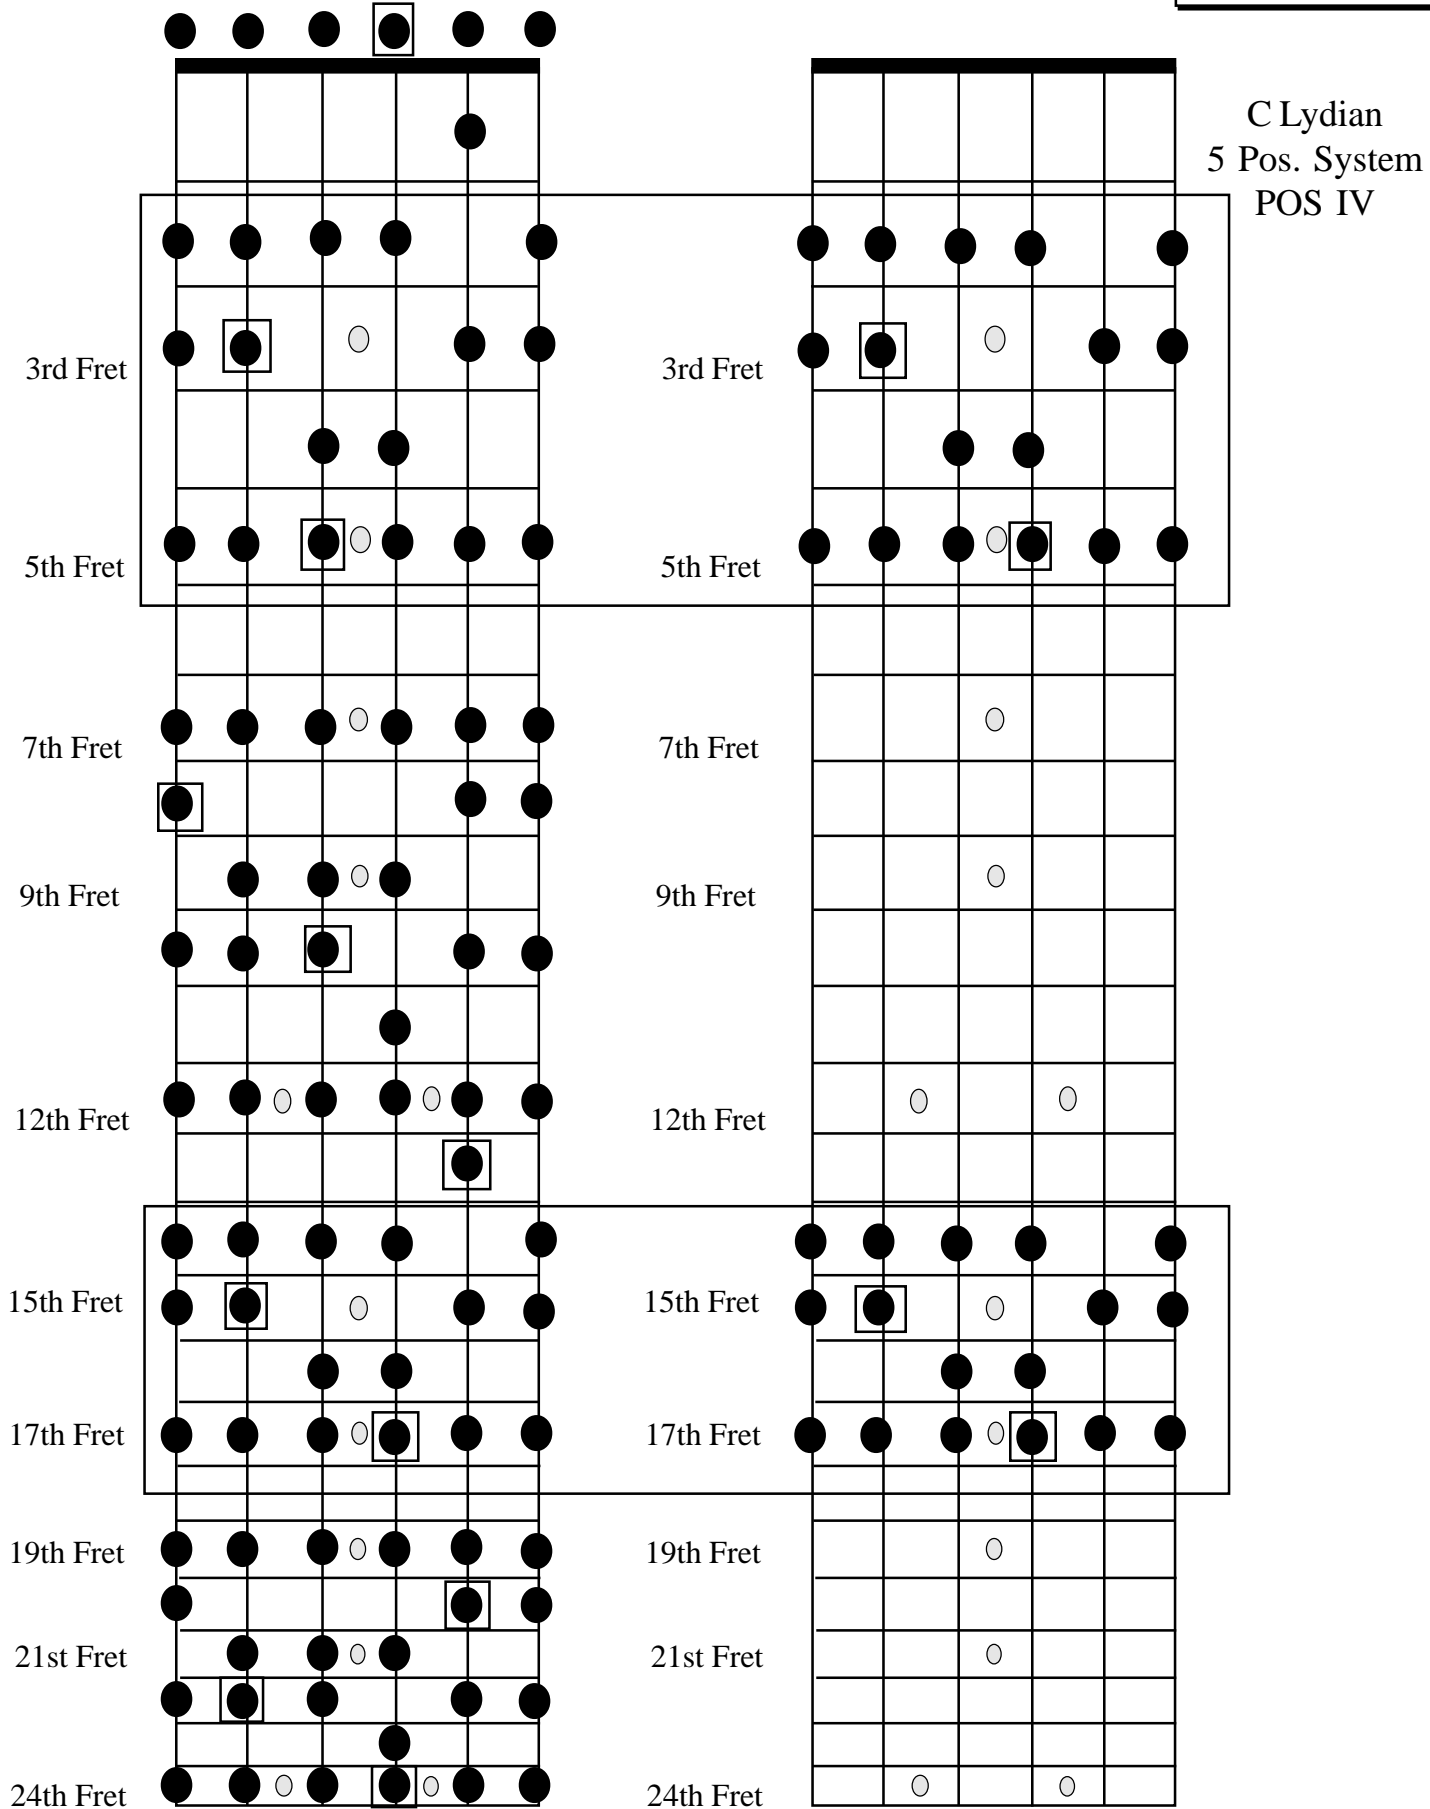 C Lydian
5 Pos. System
POS IV
3rd Fret 3rd Fret
5th Fret 5th Fret
7th Fret 7th Fret
9th Fret 9th Fret
12th Fret 12th Fret
15th Fret 15th Fret
17th Fret 17th Fret
19th Fret 19th Fret
21st Fret 21st Fret
24th Fret 24th Fret